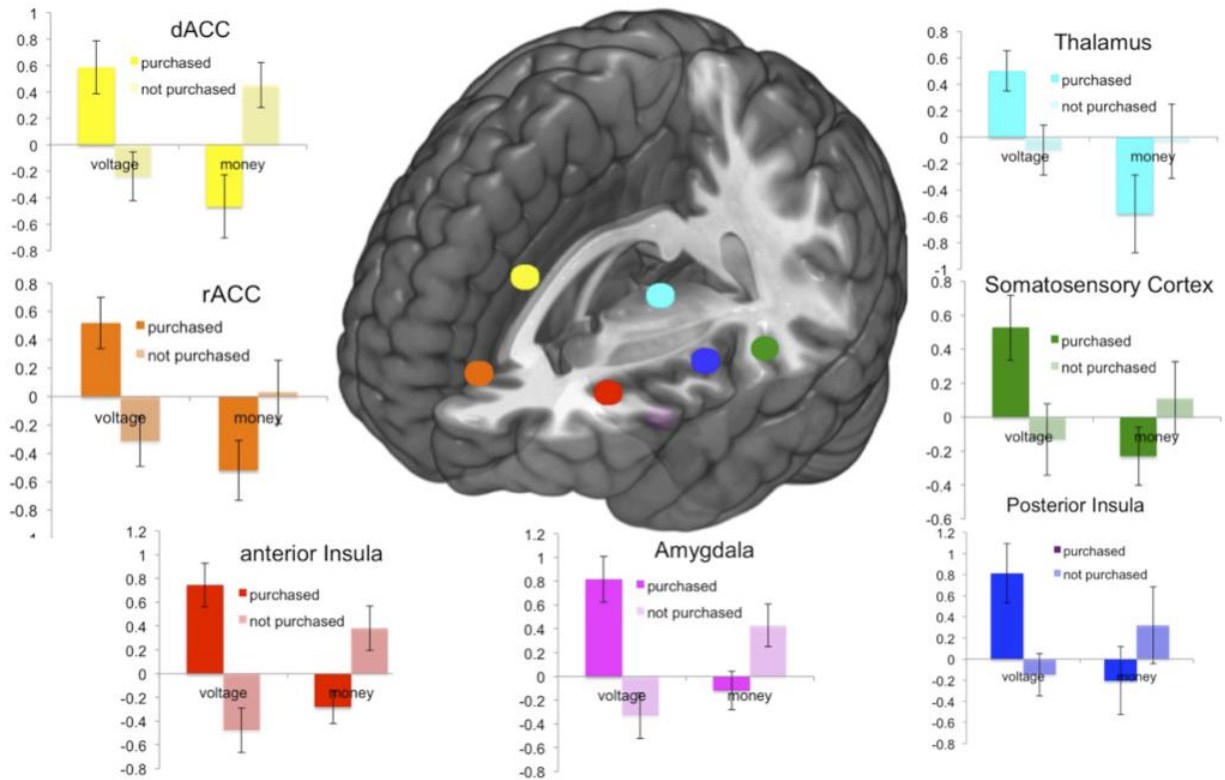 dACC
1
0.8
0.6
0.4
0.2
0
-0.2
-0.4
-0.6
-0.8
purchased
not purchased
voltage
money
rACC
0.8
0.6
0.4
0.2
0
-0.2
-0.4
-0.6
-0.8
purchased
not purchased
voltage
money
anterior Insula
1.2
1
0.8
0.6
0.4
0.2
0
-0.2
-0.4
-0.6
-0.8
purchased
not purchased
voltage
money
Amygdala
1.2
1
0.8
0.6
0.4
0.2
0
-0.2
-0.4
-0.6
-0.8
purchased
not purchased
voltage
money
Thalamus
0.8
0.6
0.4
0.2
0
-0.2
-0.4
-0.6
-0.8
-1
purchased
not purchased
voltage
money
Somatosensory Cortex
0.8
0.6
0.4
0.2
0
-0.2
-0.4
-0.6
purchased
not purchased
voltage
money
Posterior Insula
1.2
1
0.8
0.6
0.4
0.2
0
-0.2
-0.4
-0.6
-0.8
purchased
not purchased
voltage
money